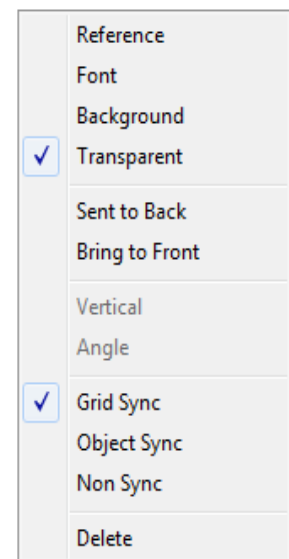 Reference
Font
Background
Transparent
Sent to Back
Bring to Front
Vertical
Angle
Grid Sync
Object Sync
Non Sync
Delete